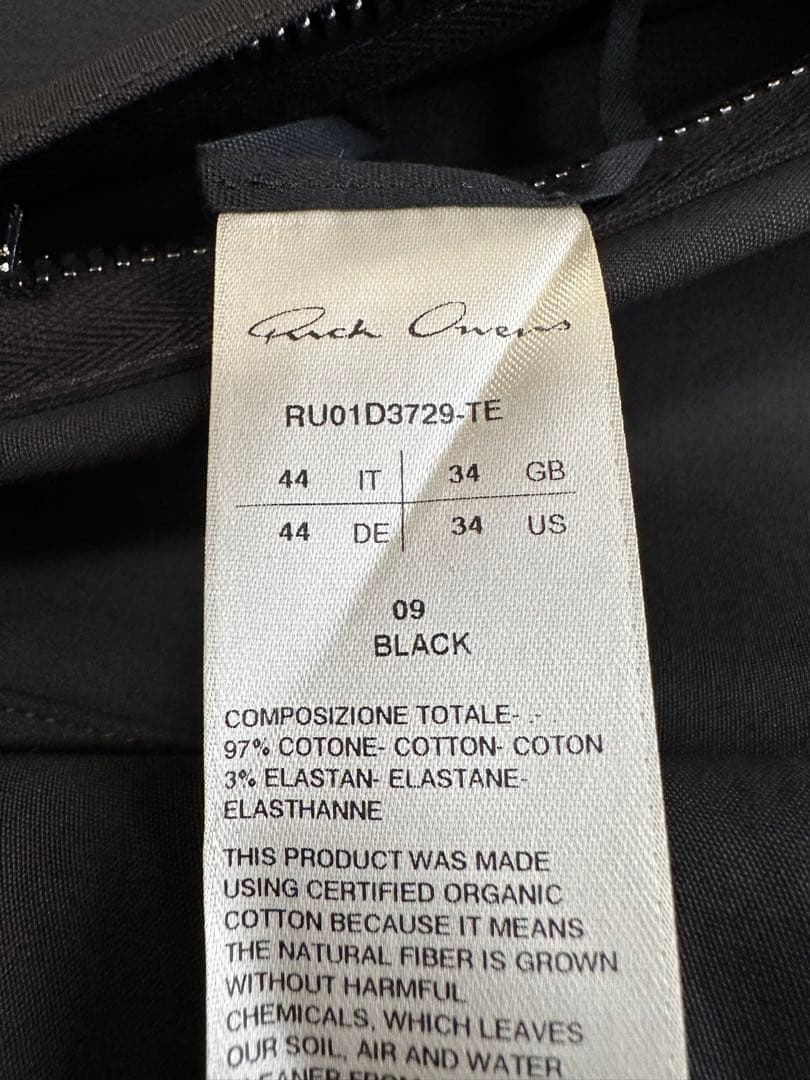 Rick Owens
RU01D3729-TE
44 IT 34 GB
44 DE 34 US
09
BLACK
COMPOSIZIONE TOTALE-
97% COTONE- COTTON- COTON
3% ELASTAN- ELASTANE-
ELASTHANNE
THIS PRODUCT WAS MADE
USING CERTIFIED ORGANIC
COTTON BECAUSE IT MEANS
THE NATURAL FIBER IS GROWN
WITHOUT HARMFUL
CHEMICALS, WHICH LEAVES
OUR SOIL, AIR AND WATER